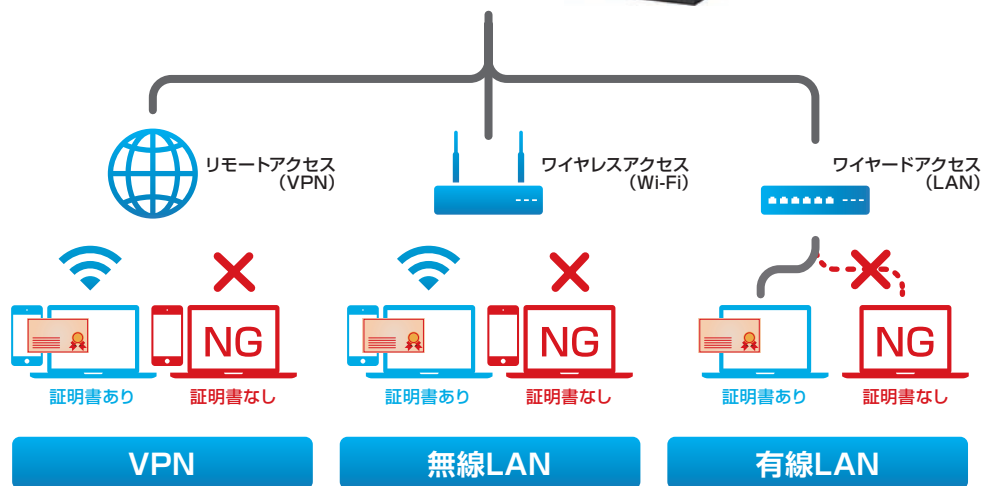 リモートアクセス
（VPN）
ワイヤレスアクセス
（Wi-Fi）
ワイヤードアクセス
（LAN）
NG
NG
NG
証明書あり
証明書なし
証明書あり
証明書なし
証明書あり
証明書なし
VPN
無線LAN
有線LAN